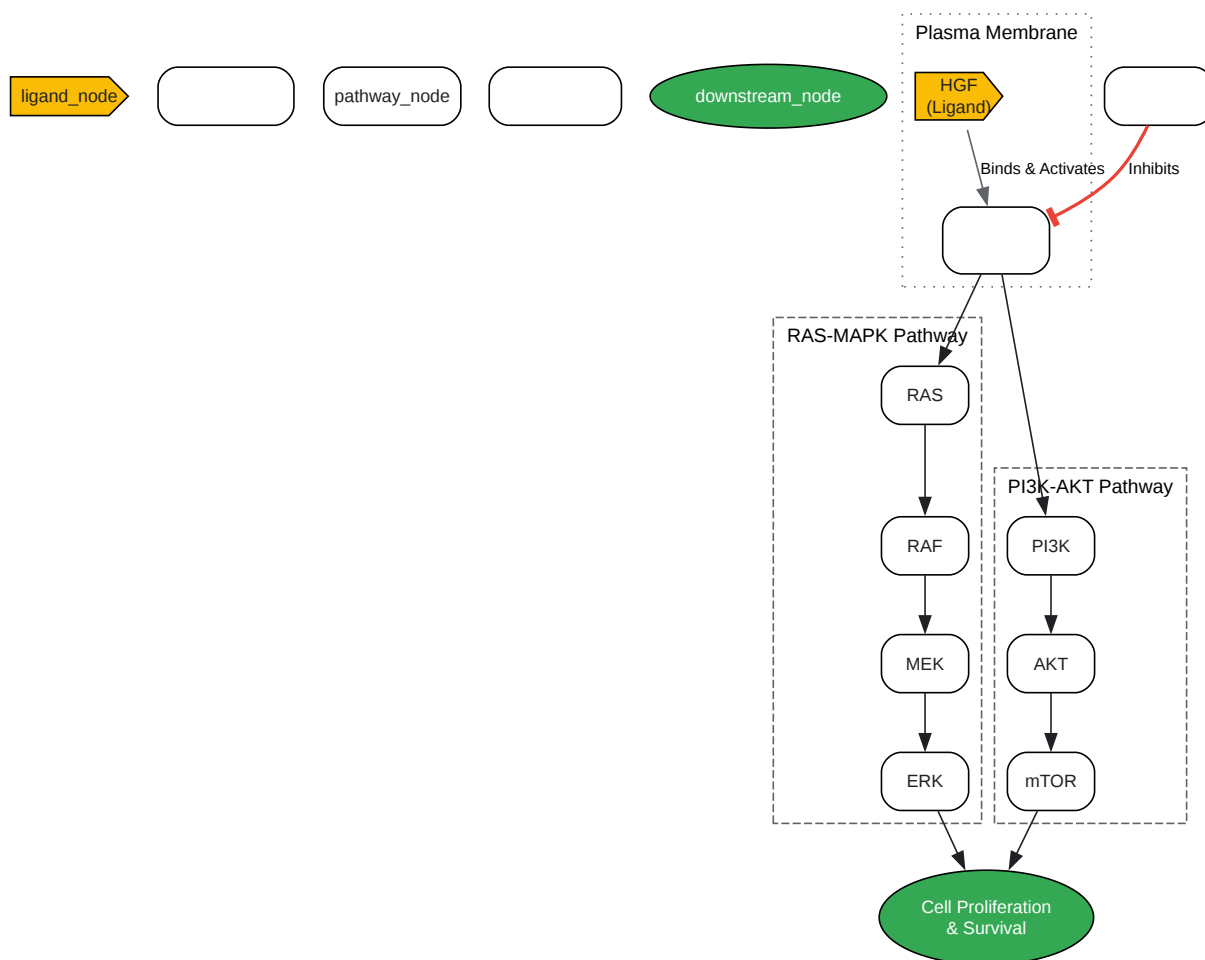 Plasma Membrane
ligand_node
pathway_node
downstream_node
HGF
(Ligand)
Binds & Activates
Inhibits
RAS-MAPK Pathway
RAS
PI3K-AKT Pathway
RAF
PI3K
MEK
AKT
ERK
mTOR
Cell Proliferation
& Survival